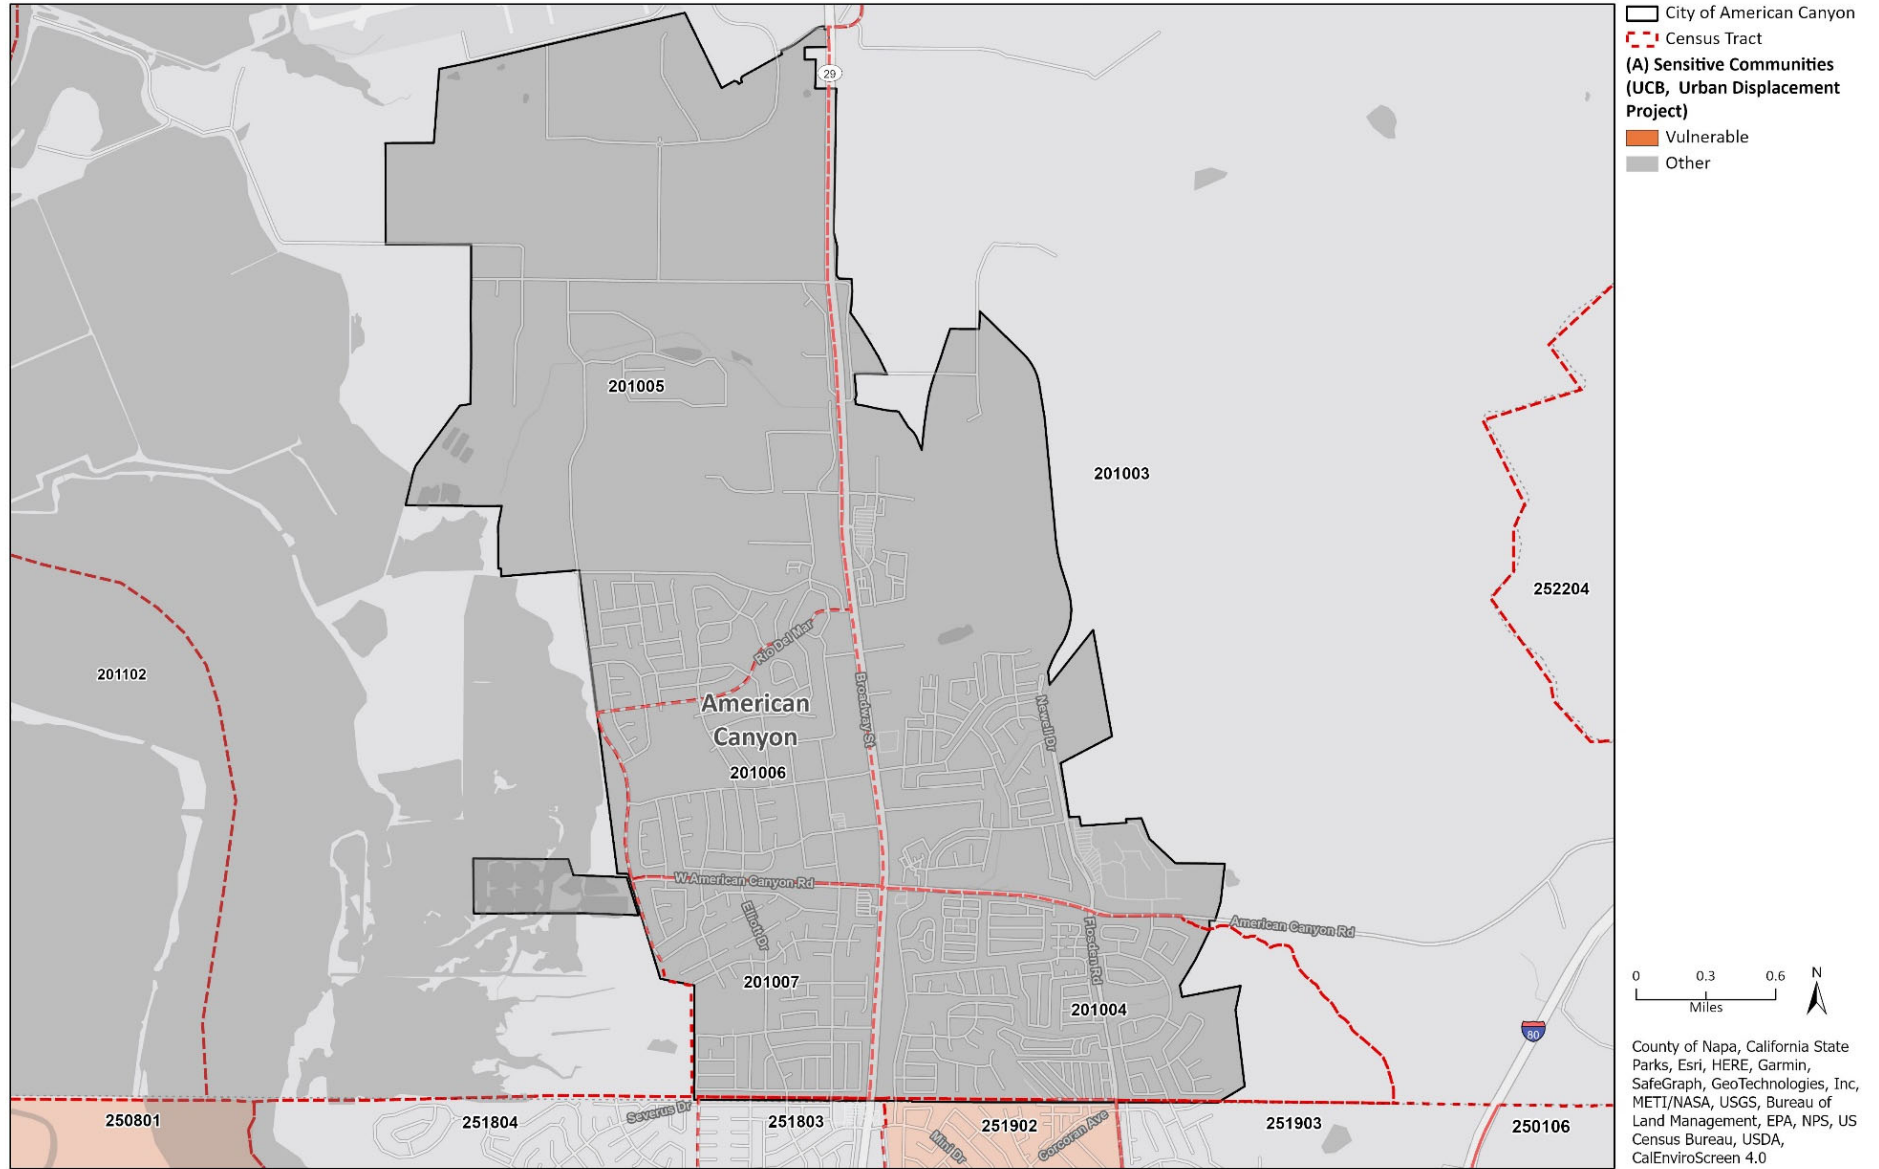 City of American Canyon
Census Tract
(A) Sensitive Communities
(UCB, Urban Displacement
Project)
Vulnerable
Other
29
201005
201003
252204
201102
Rio Del Mar
American
Canyon
Broadway St
Newell Dr
201006
W American Canyon Rd
Elliott Dr
American Canyon Rd
Flosden Rd
201007
201004
80
250801
251804
Severus Dr
251803
251902
Mini Dr
Corcoran Ave
251903
250106
0 0.3 0.6
Miles
N
County of Napa, California State
Parks, Esri, HERE, Garmin,
SafeGraph, GeoTechnologies, Inc,
METI/NASA, USGS, Bureau of
Land Management, EPA, NPS, US
Census Bureau, USDA,
CalEnviroScreen 4.0